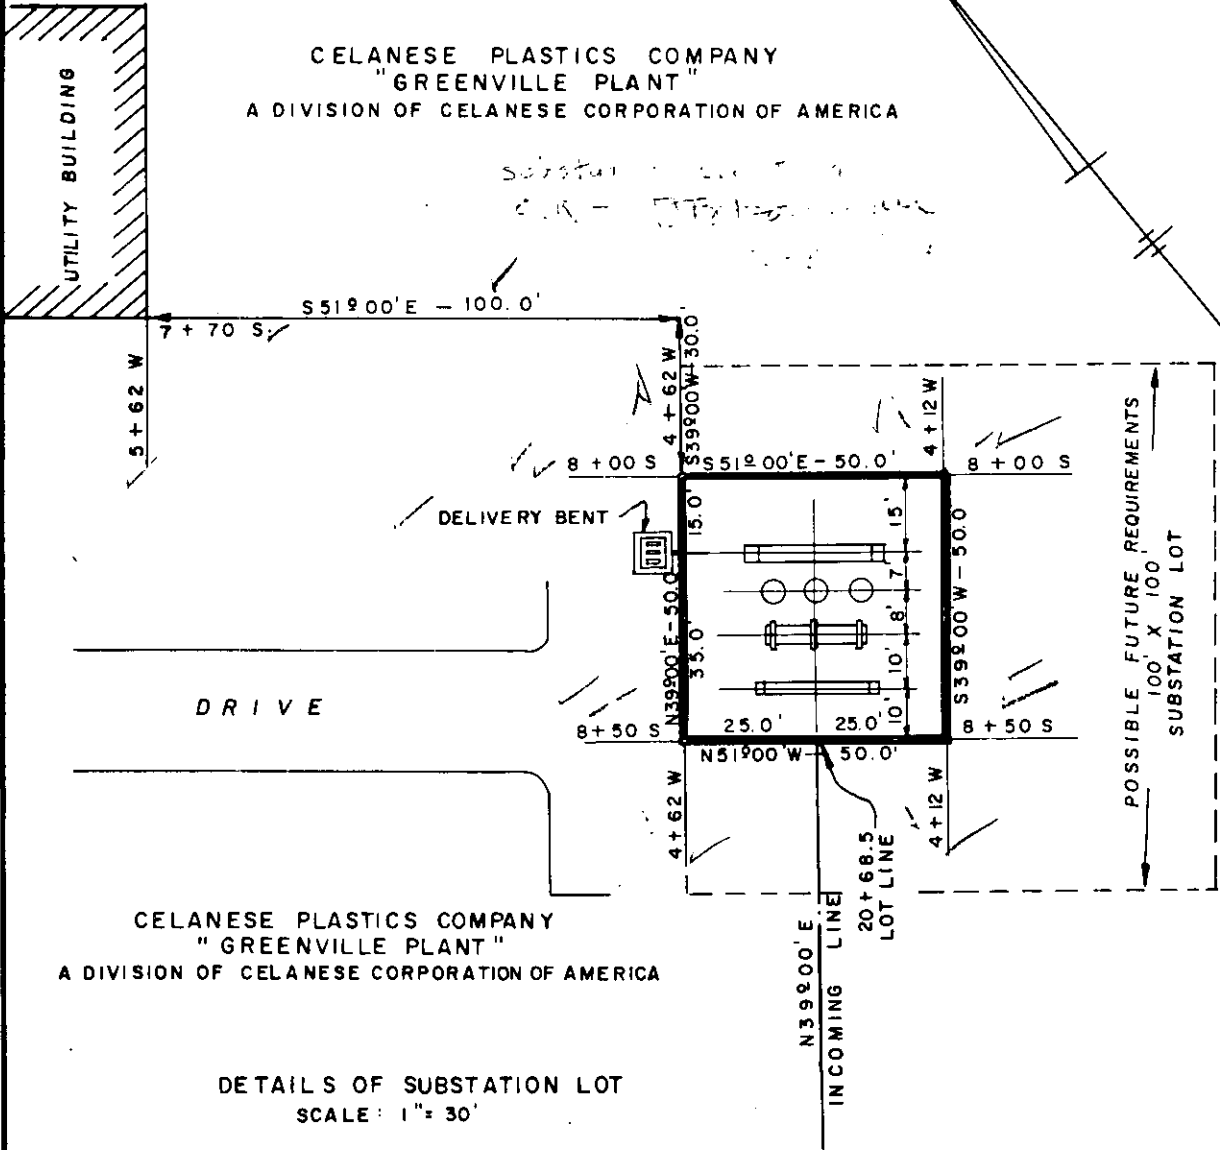 CELANESE PLASTICS COMPANY
"GREENVILLE PLANT"
A DIVISION OF CELANESE CORPORATION OF AMERICA
UTILITY BUILDING
S51º00'E - 100.0'
7 + 70 S
5 + 62 W
4 + 62 W
S39º00'W-30.0'
4 + 12 W
8 + 00 S
S51º00'E-50.0'
8 + 00 S
DELIVERY BENT
15.0'
15'
7'
8'
10'
10'
N39º00'E-50.0'
35.0'
S39º00'W-50.0'
POSSIBLE FUTURE REQUIREMENTS
100' X 100'
SUBSTATION LOT
DRIVE
8+50 S
25.0'
25.0'
8 + 50 S
N51º00'W-50.0'
4+62 W
4+12 W
20+68.5
LOT LINE
N39º00'E
INCOMING LINE
CELANESE PLASTICS COMPANY
"GREENVILLE PLANT"
A DIVISION OF CELANESE CORPORATION OF AMERICA
DETAILS OF SUBSTATION LOT
SCALE: 1"= 30'